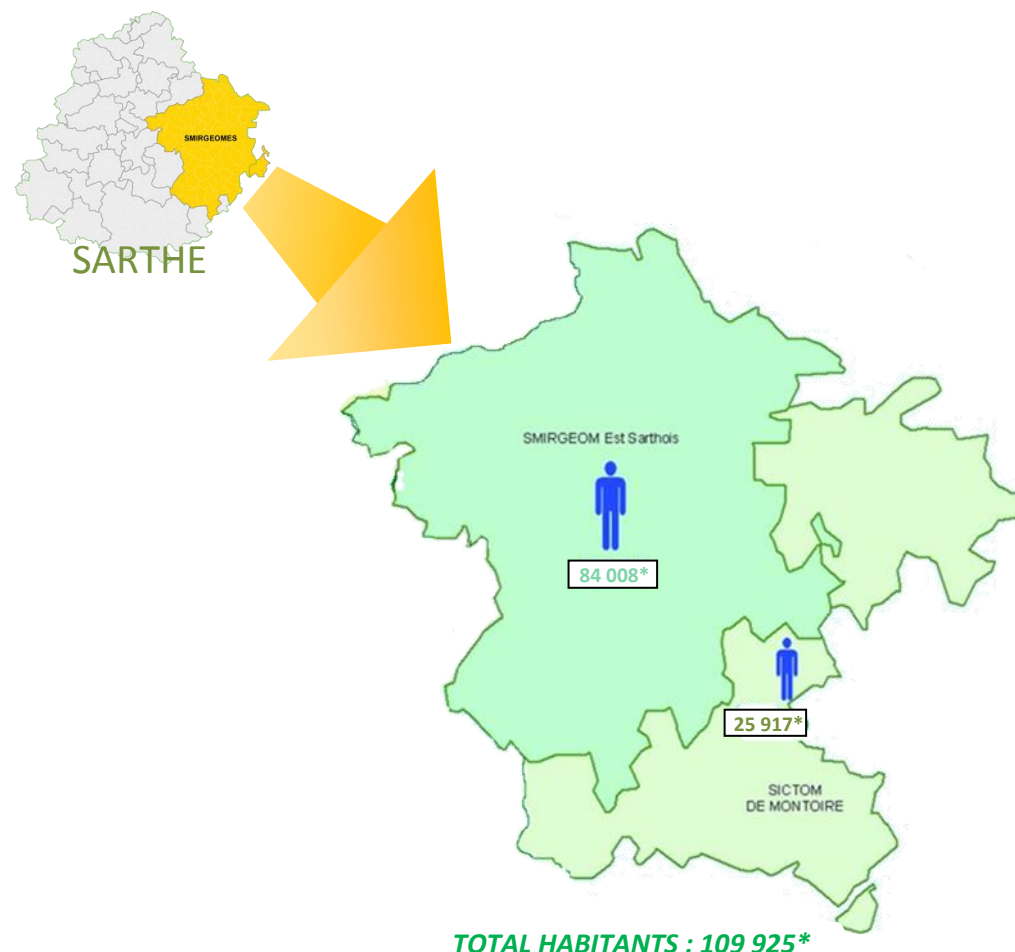 SMIRGEOMES
SARTHE
SMIRGEOM Est Sarthois
84 008*
25 917*
SICTOM
DE MONTOIRE
TOTAL HABITANTS : 109 925*